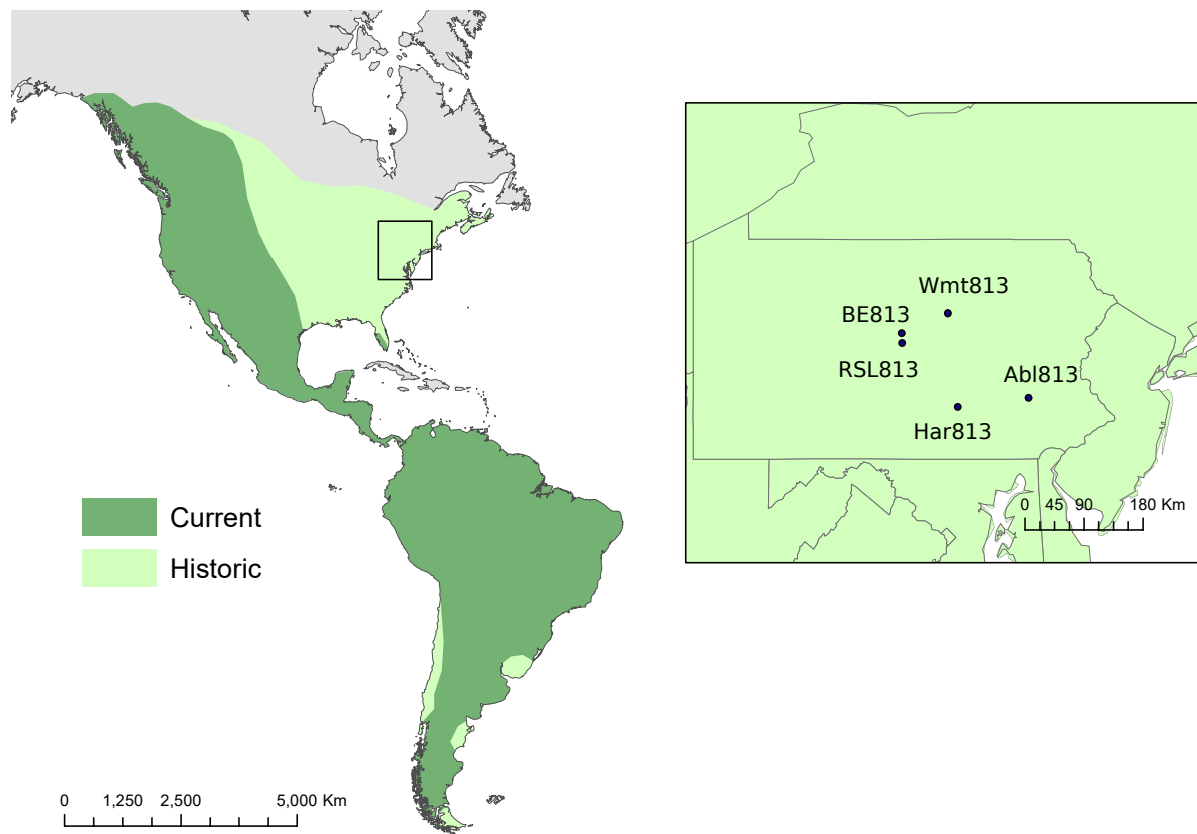 Current
Historic
0 1,250 2,500 5,000 Km
Wmt813
BE813
RSL813
Abl813
Har813
0 45 90 180 Km